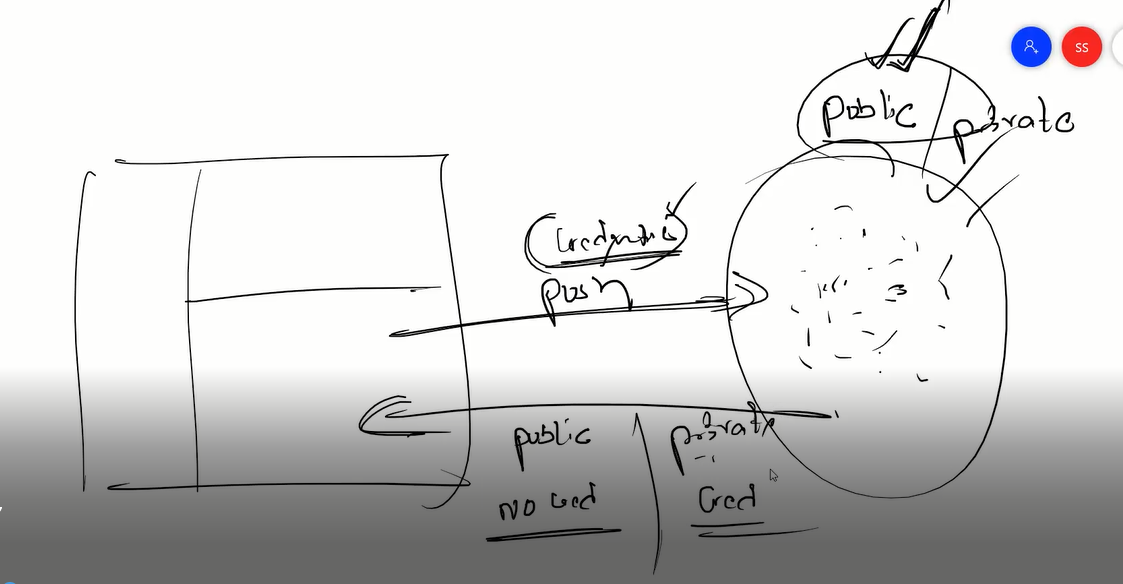 SS
public | private
Credentials
push
public | private
NO Cred | Cred